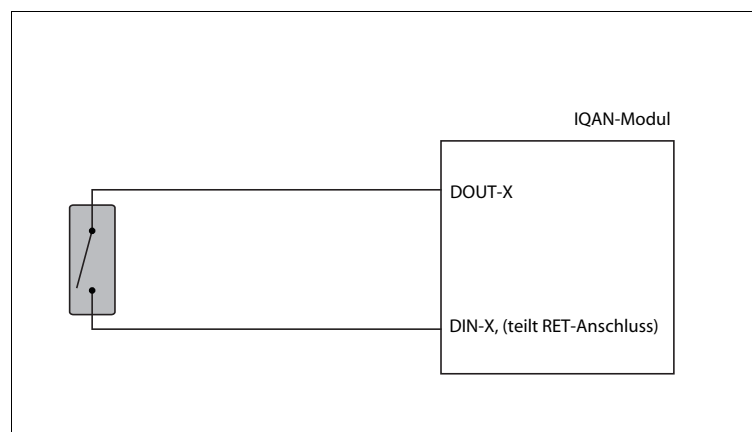 IQAN-Modul
DOUT-X
DIN-X, (teilt RET-Anschluss)